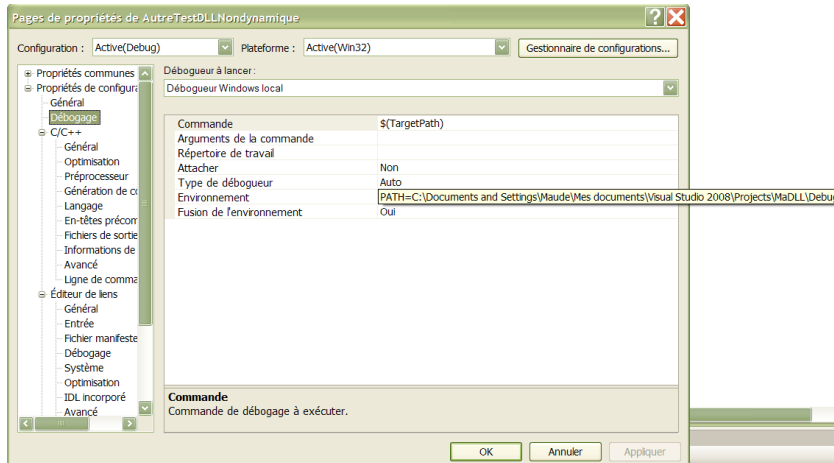 Pages de propriétés de AutreTestDLLNondynamique
Configuration : Active(Debug) Plateforme : Active(Win32) Gestionnaire de configurations...
Propriétés communes
Propriétés de configura
Général
Débogage
C/C++
Général
Optimisation
Préprocesseur
Génération de co
Langage
En-têtes précom
Fichiers de sortie
Informations de
Avancé
Ligne de comma
Éditeur de liens
Général
Entrée
Fichier manifeste
Débogage
Système
Optimisation
IDL incorporé
Avancé
Débogueur à lancer :
Débogueur Windows local
Commande $(TargetPath)
Arguments de la commande
Répertoire de travail
Attacher Non
Type de débogueur Auto
Environnement PATH=C:\Documents and Settings\Maude\Mes documents\Visual Studio 2008\Projects\MaDLL\Debug
Fusion de l'environnement Oui
Commande
Commande de débogage à exécuter.
OK Annuler Appliquer